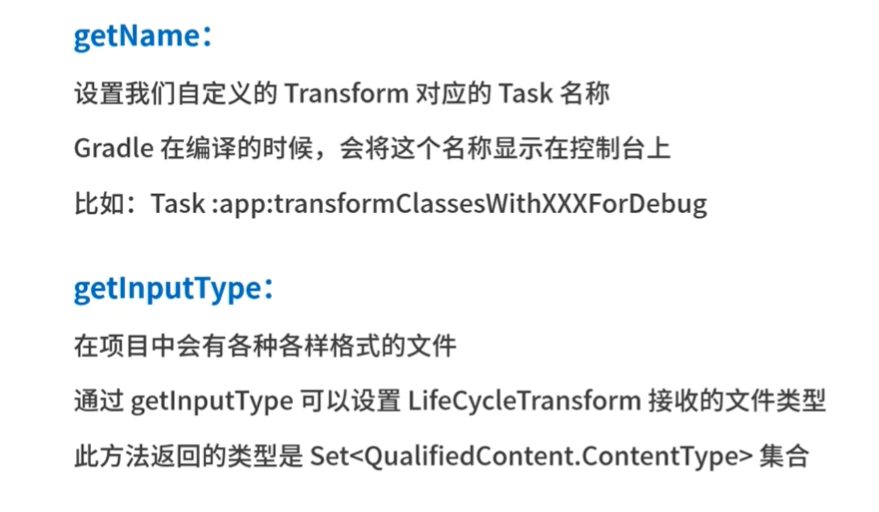 getName：
设置我们自定义的 Transform 对应的 Task 名称
Gradle 在编译的时候，会将这个名称显示在控制台上
比如：Task :app:transformClassesWithXXXForDebug
getInputType：
在项目中会有各种各样格式的文件
通过 getInputType 可以设置 LifeCycleTransform 接收的文件类型
此方法返回的类型是 Set<QualifiedContent.ContentType> 集合